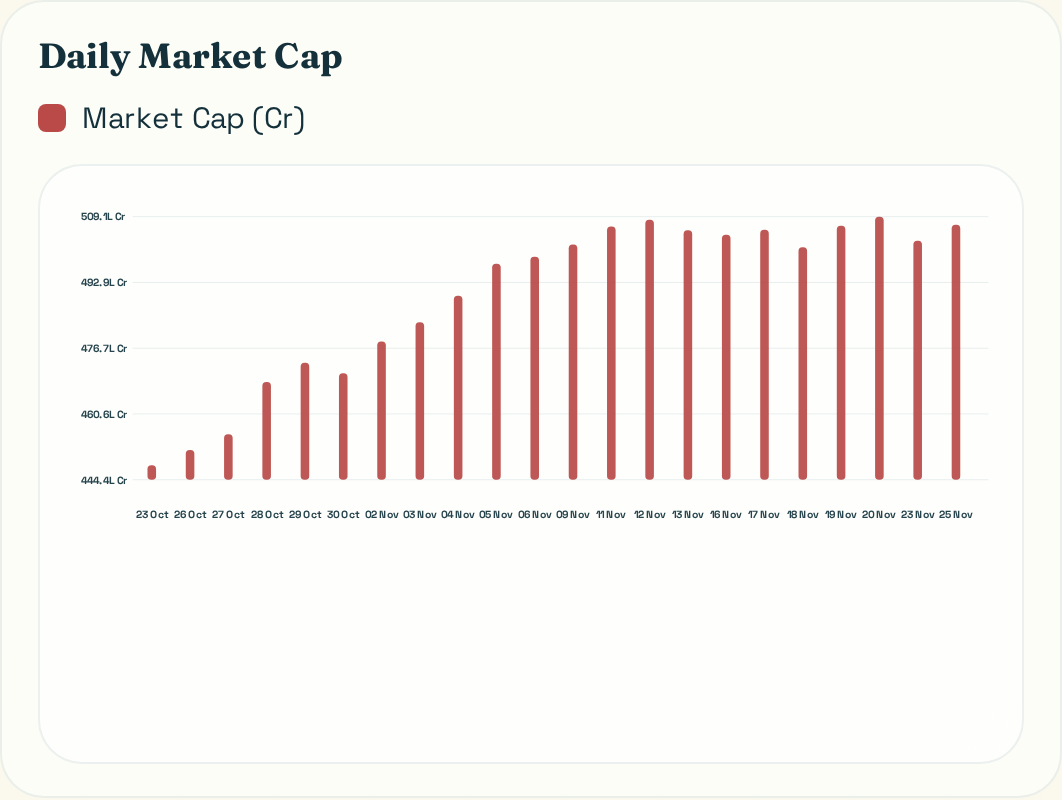 Daily Market Cap
Market Cap (Cr)
509.1L Cr
492.9L Cr
476.7L Cr
460.6L Cr
444.4L Cr
23 Oct 26 Oct 27 Oct 28 Oct 29 Oct 30 Oct 02 Nov 03 Nov 04 Nov 05 Nov 06 Nov 09 Nov 11 Nov 12 Nov 13 Nov 16 Nov 17 Nov 18 Nov 19 Nov 20 Nov 23 Nov 25 Nov